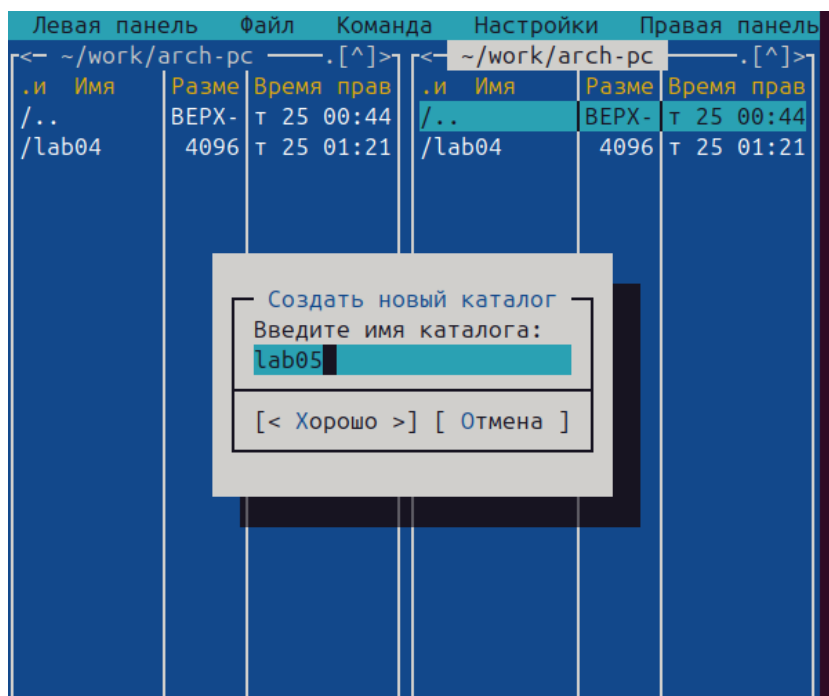 Левая панель Файл Команда Настройки Правая панель
<— ~/work/arch-pc ——.[^]>
.и Имя Разме Время прав
/.. ВЕРХ- т 25 00:44
/lab04 4096 т 25 01:21
<— ~/work/arch-pc ——.[^]>
.и Имя Разме Время прав
/.. ВЕРХ- т 25 00:44
/lab04 4096 т 25 01:21
Создать новый каталог
Введите имя каталога:
lab05
[< Хорошо >] [ Отмена ]